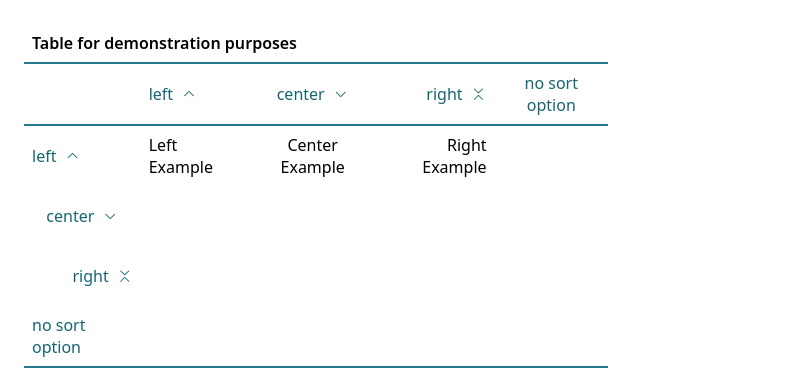 Table for demonstration purposes
left center right no sort
option
left Left Center Right
Example Example Example
center
right
no sort
option